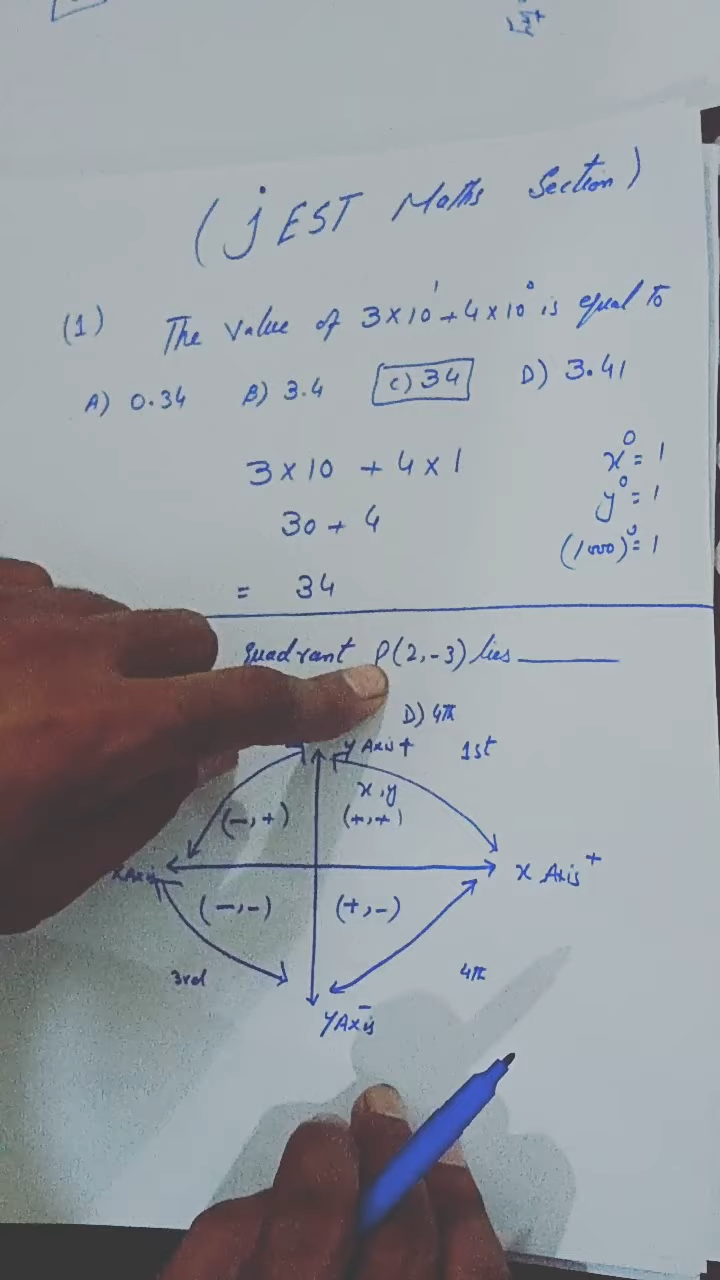 (jEST Maths Section)
(1) The value of 3×10¹+4×10⁰ is equal to
A) 0.34 B) 3.4 C) 34 D) 3.41
3×10 + 4×1
x⁰=1
30 + 4
y⁰=1
(1000)⁰=1
= 34
quadrant P(2,-3) lies
D) 4th
y Axis + 1st
x,y
(-,+) (+,+)
x Axis - x Axis +
(-,-) (+,-)
3rd 4th
y Axis -